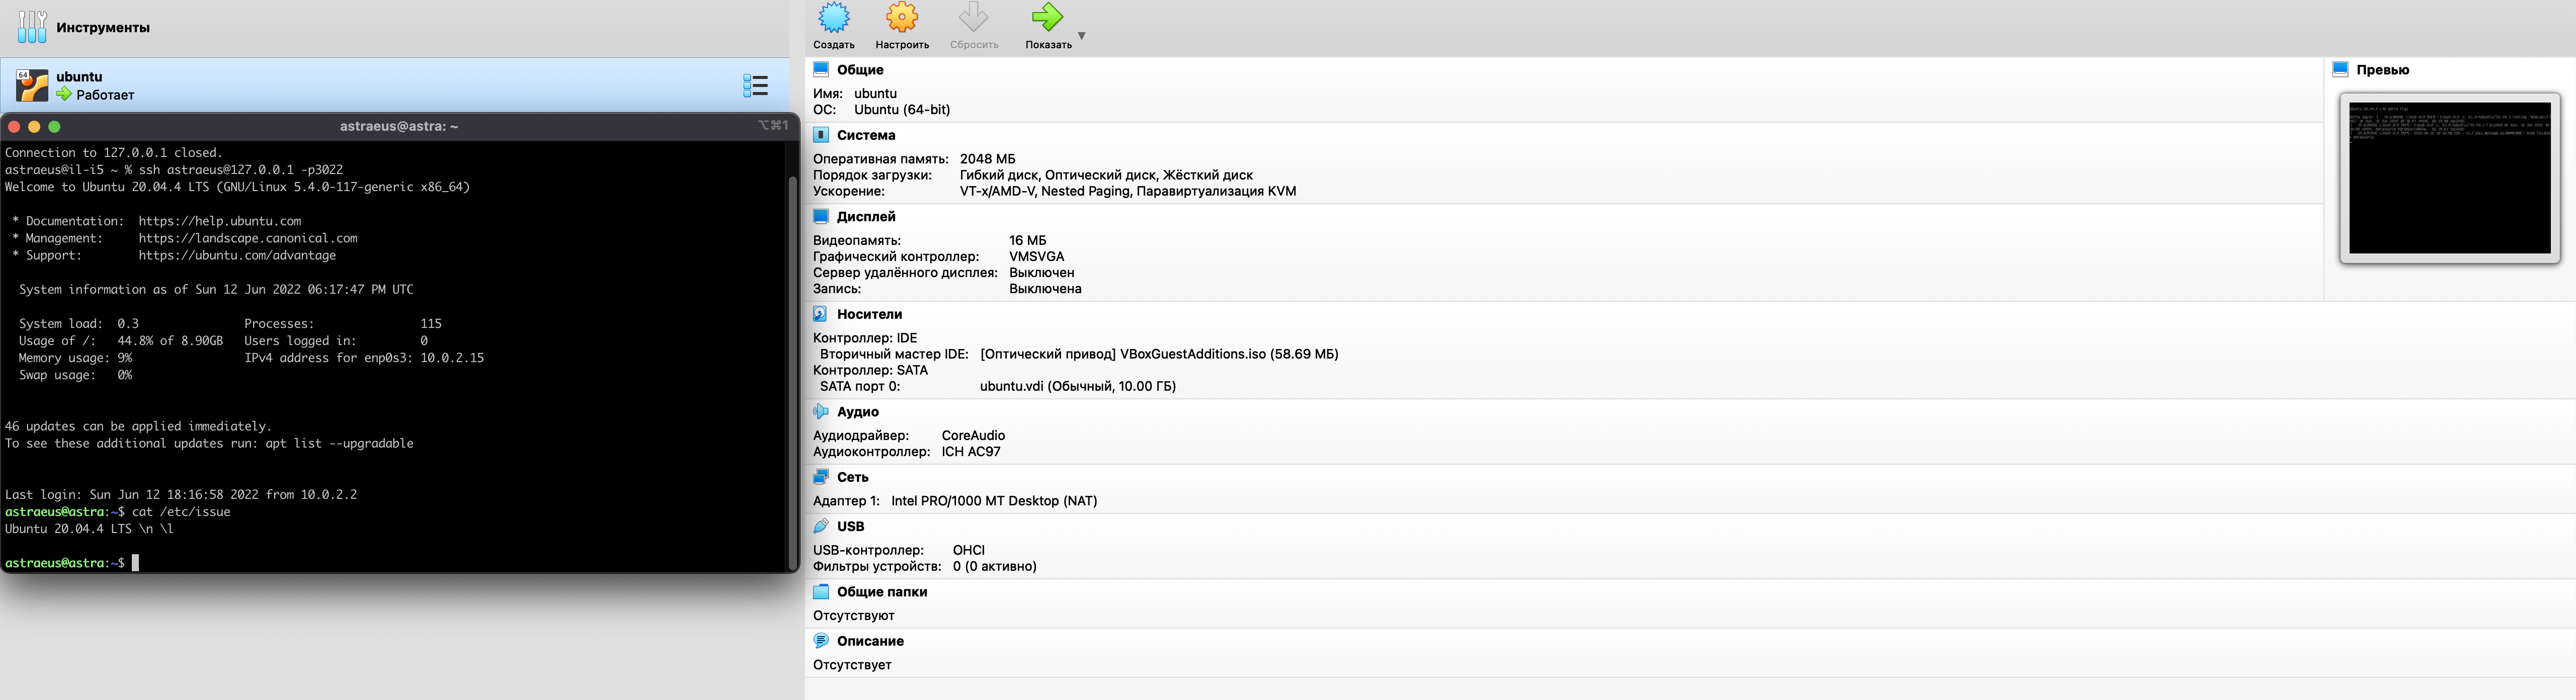 Инструменты
64
ubuntu
Работает
astraeus@astra: ~
⌥⌘1
Connection to 127.0.0.1 closed.
astraeus@il-i5 ~ % ssh astraeus@127.0.0.1 -p3022
Welcome to Ubuntu 20.04.4 LTS (GNU/Linux 5.4.0-117-generic x86_64)
* Documentation:  https://help.ubuntu.com
* Management:     https://landscape.canonical.com
* Support:        https://ubuntu.com/advantage
System information as of Sun 12 Jun 2022 06:17:47 PM UTC
System load:  0.3                Processes:               115
Usage of /:   44.8% of 8.90GB   Users logged in:         0
Memory usage: 9%                IPv4 address for enp0s3: 10.0.2.15
Swap usage:   0%
46 updates can be applied immediately.
To see these additional updates run: apt list --upgradable
Last login: Sun Jun 12 18:16:58 2022 from 10.0.2.2
astraeus@astra:~$ cat /etc/issue
Ubuntu 20.04.4 LTS \n \l
astraeus@astra:~$
Создать Настроить Сбросить Показать
Общие
Имя: ubuntu
ОС: Ubuntu (64-bit)
Система
Оперативная память: 2048 МБ
Порядок загрузки: Гибкий диск, Оптический диск, Жёсткий диск
Ускорение: VT-x/AMD-V, Nested Paging, Паравиртуализация KVM
Дисплей
Видеопамять: 16 МБ
Графический контроллер: VMSVGA
Сервер удалённого дисплея: Выключен
Запись: Выключена
Носители
Контроллер: IDE
Вторичный мастер IDE: [Оптический привод] VBoxGuestAdditions.iso (58.69 МБ)
Контроллер: SATA
SATA порт 0: ubuntu.vdi (Обычный, 10.00 ГБ)
Аудио
Аудиодрайвер: CoreAudio
Аудиоконтроллер: ICH AC97
Сеть
Адаптер 1: Intel PRO/1000 MT Desktop (NAT)
USB
USB-контроллер: OHCI
Фильтры устройств: 0 (0 активно)
Общие папки
Отсутствуют
Описание
Отсутствует
Превью